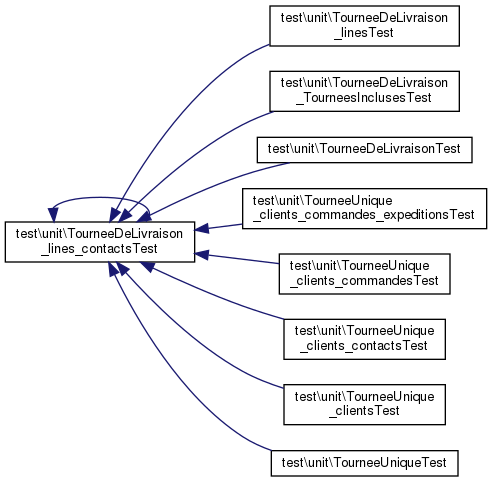 test\unit\TourneeDeLivraison
_linesTest
test\unit\TourneeDeLivraison
_TourneesInclusesTest
test\unit\TourneeDeLivraisonTest
test\unit\TourneeUnique
_clients_commandes_expeditionsTest
test\unit\TourneeDeLivraison
_lines_contactsTest
test\unit\TourneeUnique
_clients_commandesTest
test\unit\TourneeUnique
_clients_contactsTest
test\unit\TourneeUnique
_clientsTest
test\unit\TourneeUniqueTest